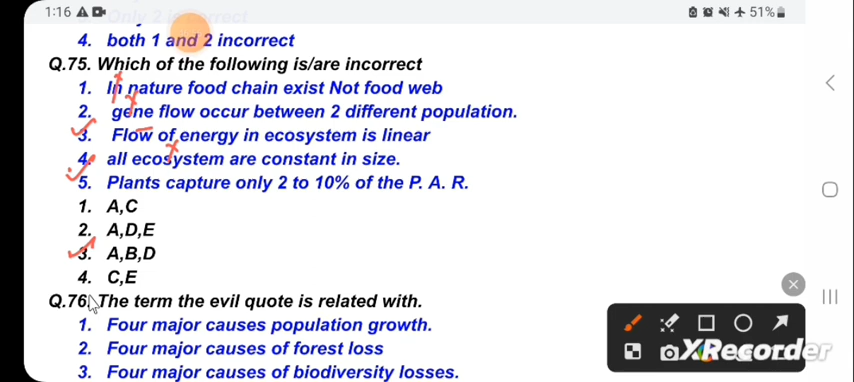 1:16
51%
Only 2 is correct
4. both 1 and 2 incorrect
Q.75. Which of the following is/are incorrect
1. In nature food chain exist Not food web
2. gene flow occur between 2 different population.
3. Flow of energy in ecosystem is linear
4. all ecosystem are constant in size.
5. Plants capture only 2 to 10% of the P. A. R.
1. A,C
2. A,D,E
3. A,B,D
4. C,E
Q.76. The term the evil quote is related with.
1. Four major causes population growth.
2. Four major causes of forest loss
3. Four major causes of biodiversity losses.
XRecorder